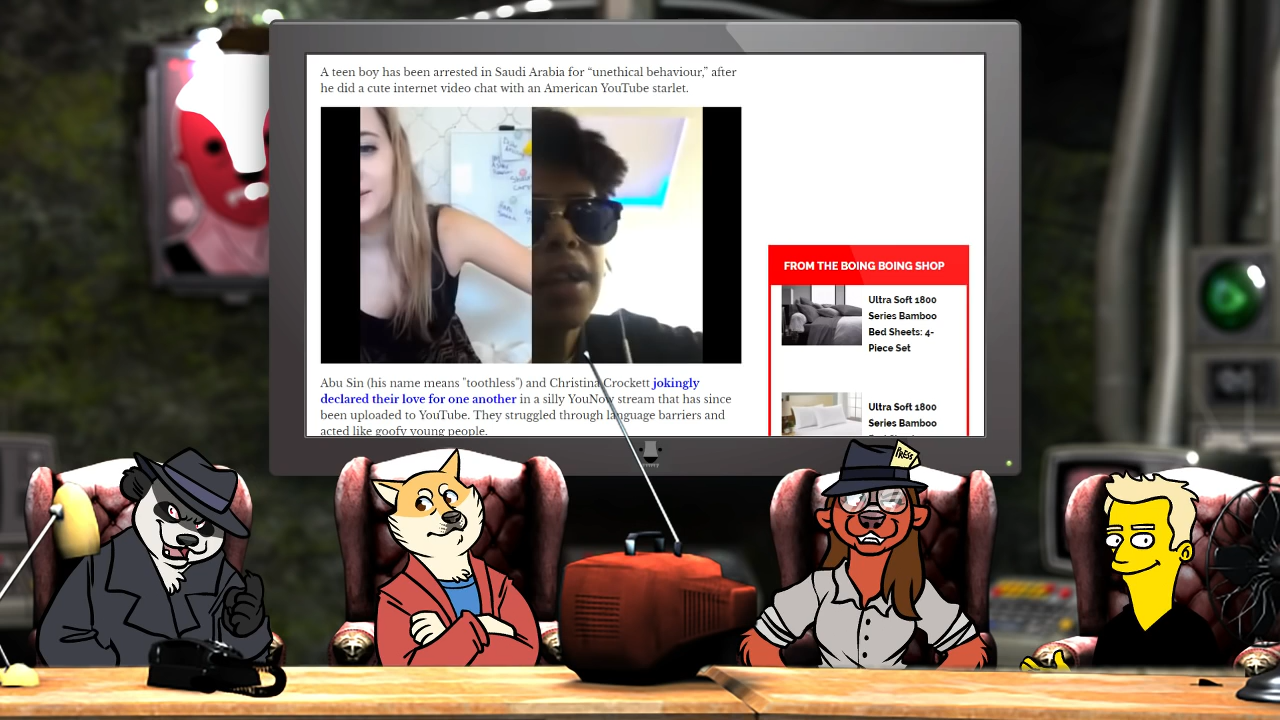 A teen boy has been arrested in Saudi Arabia for “unethical behaviour,” after
he did a cute internet video chat with an American YouTube starlet.
Abu Sin (his name means "toothless") and Christina Crockett jokingly
declared their love for one another in a silly YouNow stream that has since
been uploaded to YouTube. They struggled through language barriers and
acted like goofy young people.
FROM THE BOING BOING SHOP
Ultra Soft 1800
Series Bamboo
Bed Sheets: 4-
Piece Set
Ultra Soft 1800
Series Bamboo
PRESS